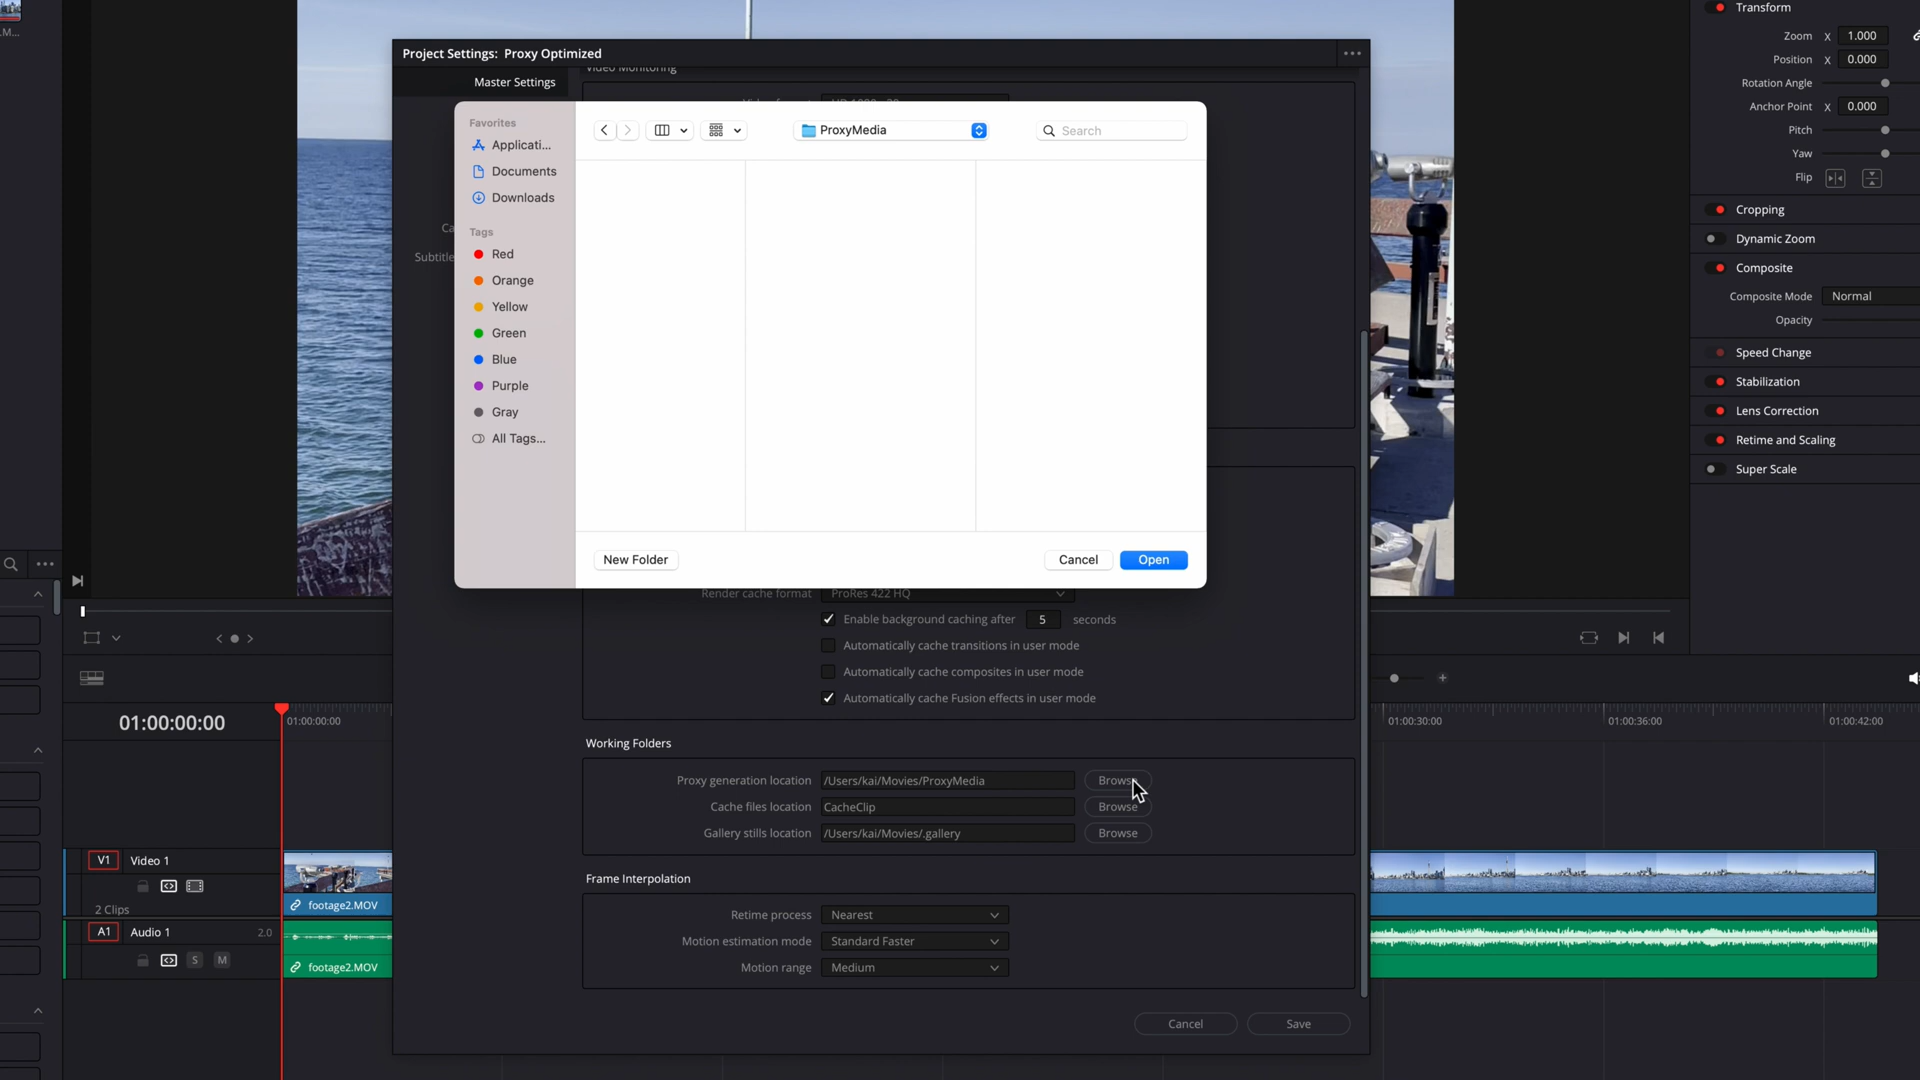 .M...
Transform
Project Settings: Proxy Optimized
Zoom X 1.000
Position X 0.000
Video Monitoring
Master Settings
Rotation Angle
Anchor Point X 0.000
Favorites
ProxyMedia
Search
Pitch
Applicati...
Yaw
Documents
Flip
Downloads
Cropping
Ca
Tags
Dynamic Zoom
Subtitle
Red
Composite
Orange
Composite Mode Normal
Yellow
Opacity
Green
Blue
Speed Change
Purple
Stabilization
Gray
Lens Correction
All Tags...
Retime and Scaling
Super Scale
New Folder
Cancel
Open
Render cache format ProRes 422 HQ
Enable background caching after 5 seconds
Automatically cache transitions in user mode
Automatically cache composites in user mode
Automatically cache Fusion effects in user mode
01:00:00:00
01:00:00:00
01:00:30:00
01:00:36:00
01:00:42:00
Working Folders
Proxy generation location /Users/kai/Movies/ProxyMedia Browse
Cache files location CacheClip Browse
Gallery stills location /Users/kai/Movies/.gallery Browse
V1 Video 1
2 Clips
footage2.MOV
Frame Interpolation
A1 Audio 1 2.0
S M
footage2.MOV
Retime process Nearest
Motion estimation mode Standard Faster
Motion range Medium
Cancel
Save